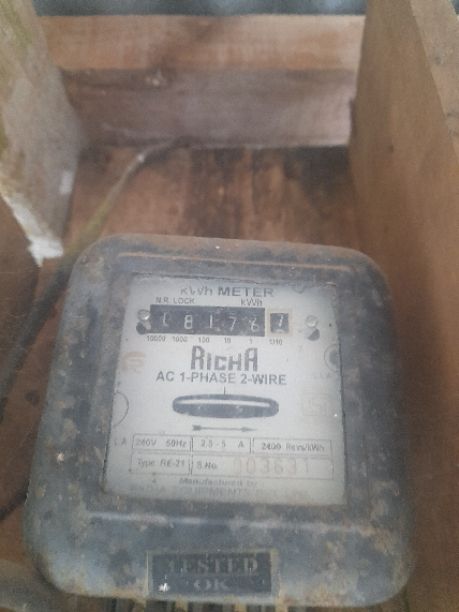 kWh METER
N.R. LOCK kWh
8176
10000 1000 100 10 1 1/10
RICHA
AC 1-PHASE 2-WIRE
240V 50Hz 2.5 - 5 A 2400 Revs/kWh
Type RE-21 S.No. 003631
Manufactured by
TESTED
OK